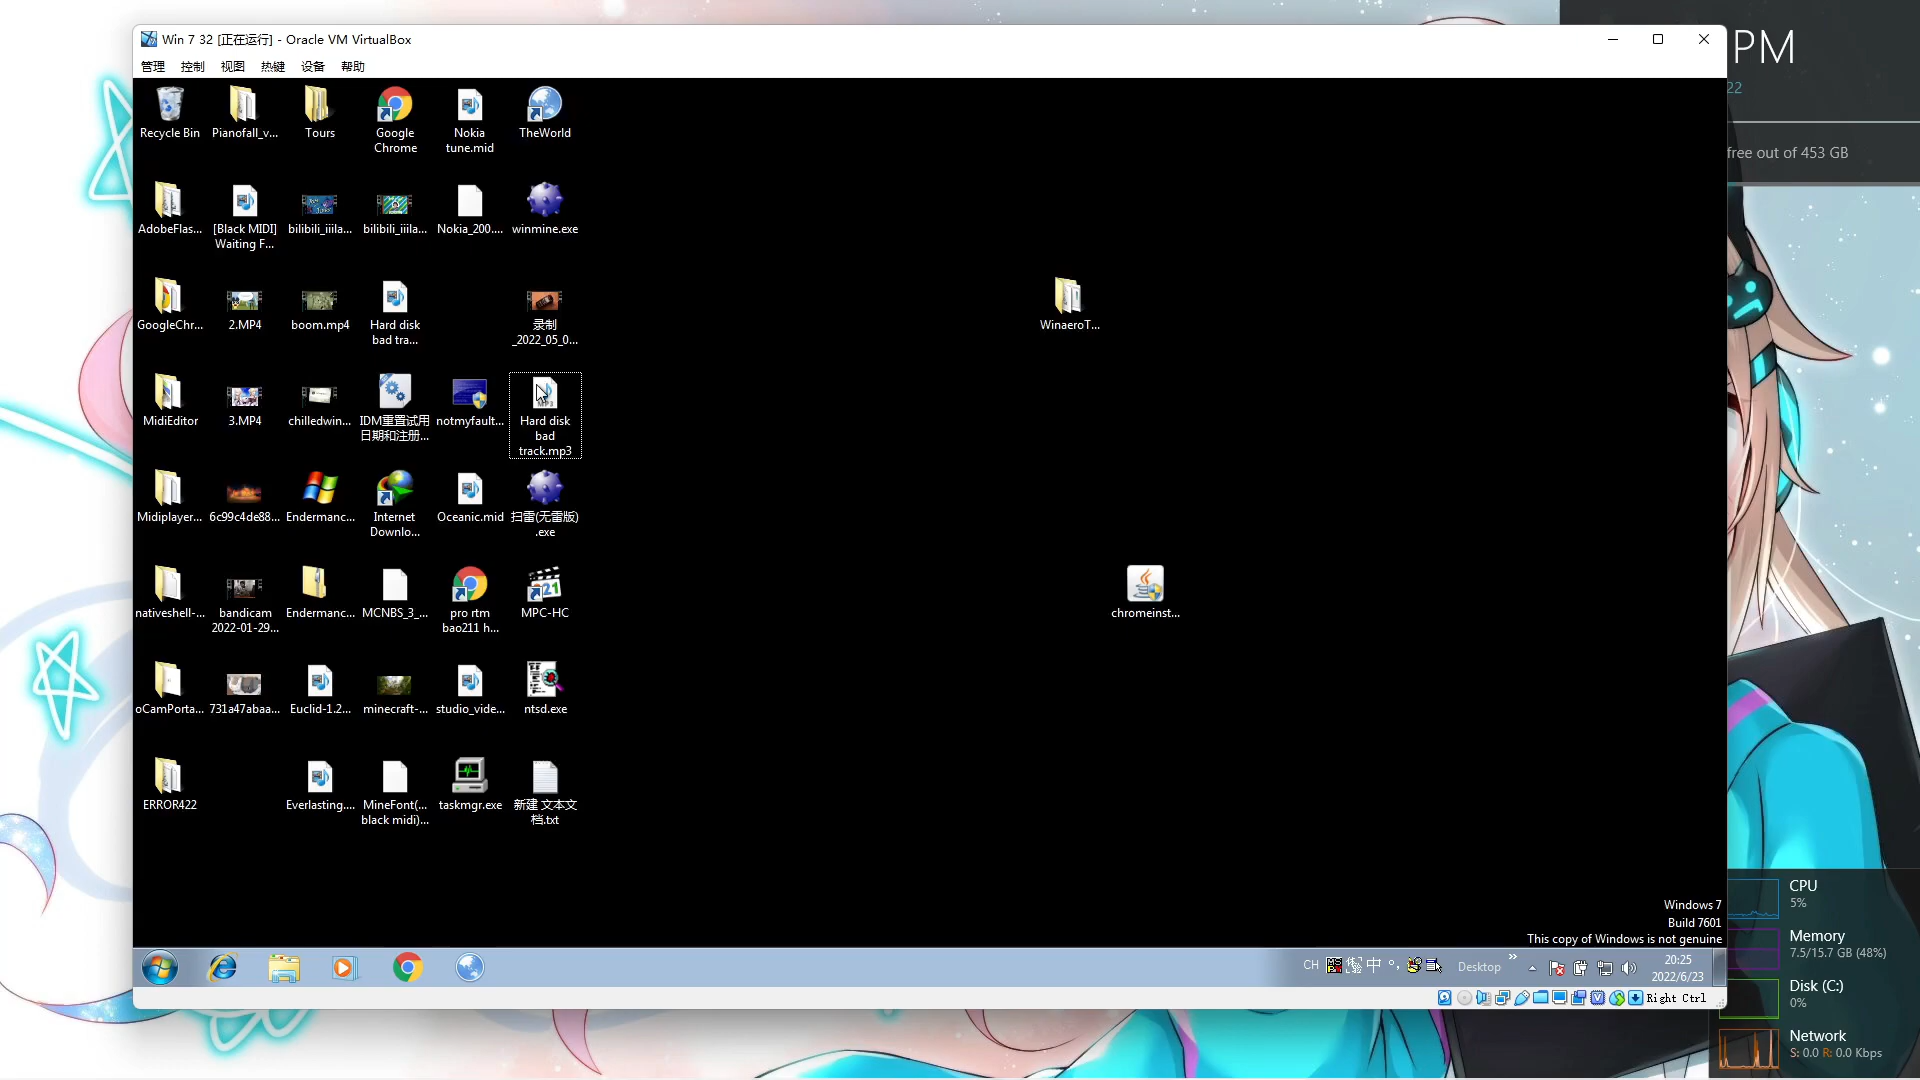 Win 7 32 [正在运行] - Oracle VM VirtualBox
管理 控制 视图 热键 设备 帮助
PM
22
free out of 453 GB
Recycle Bin
Pianofall_v...
Tours
Google
Chrome
Nokia
tune.mid
TheWorld
AdobeFlas...
[Black MIDI]
Waiting F...
bilibili_iiila...
bilibili_iiila...
Nokia_200....
winmine.exe
GoogleChr...
2.MP4
boom.mp4
Hard disk
bad tra...
录制
_2022_05_0...
WinaeroT...
MidiEditor
3.MP4
chilledwin...
IDM重置试用
日期和注册...
notmyfault...
Hard disk
bad
track.mp3
Midiplayer...
6c99c4de88...
Endermanc...
Internet
Downlo...
Oceanic.mid
扫雷(无雷版)
.exe
nativeshell-...
bandicam
2022-01-29...
Endermanc...
MCNBS_3_...
pro rtm
bao211 h...
MPC-HC
chromeinst...
oCamPorta...
731a47abaa...
Euclid-1.2...
minecraft-...
studio_vide...
ntsd.exe
ERROR422
Everlasting....
MineFont(...
black midi)...
taskmgr.exe
新建 文本文
档.txt
Windows 7
Build 7601
This copy of Windows is not genuine
CH
中
Desktop
20:25
2022/6/23
Right Ctrl
CPU
5%
Memory
7.5/15.7 GB (48%)
Disk (C:)
0%
Network
S: 0.0 R: 0.0 Kbps